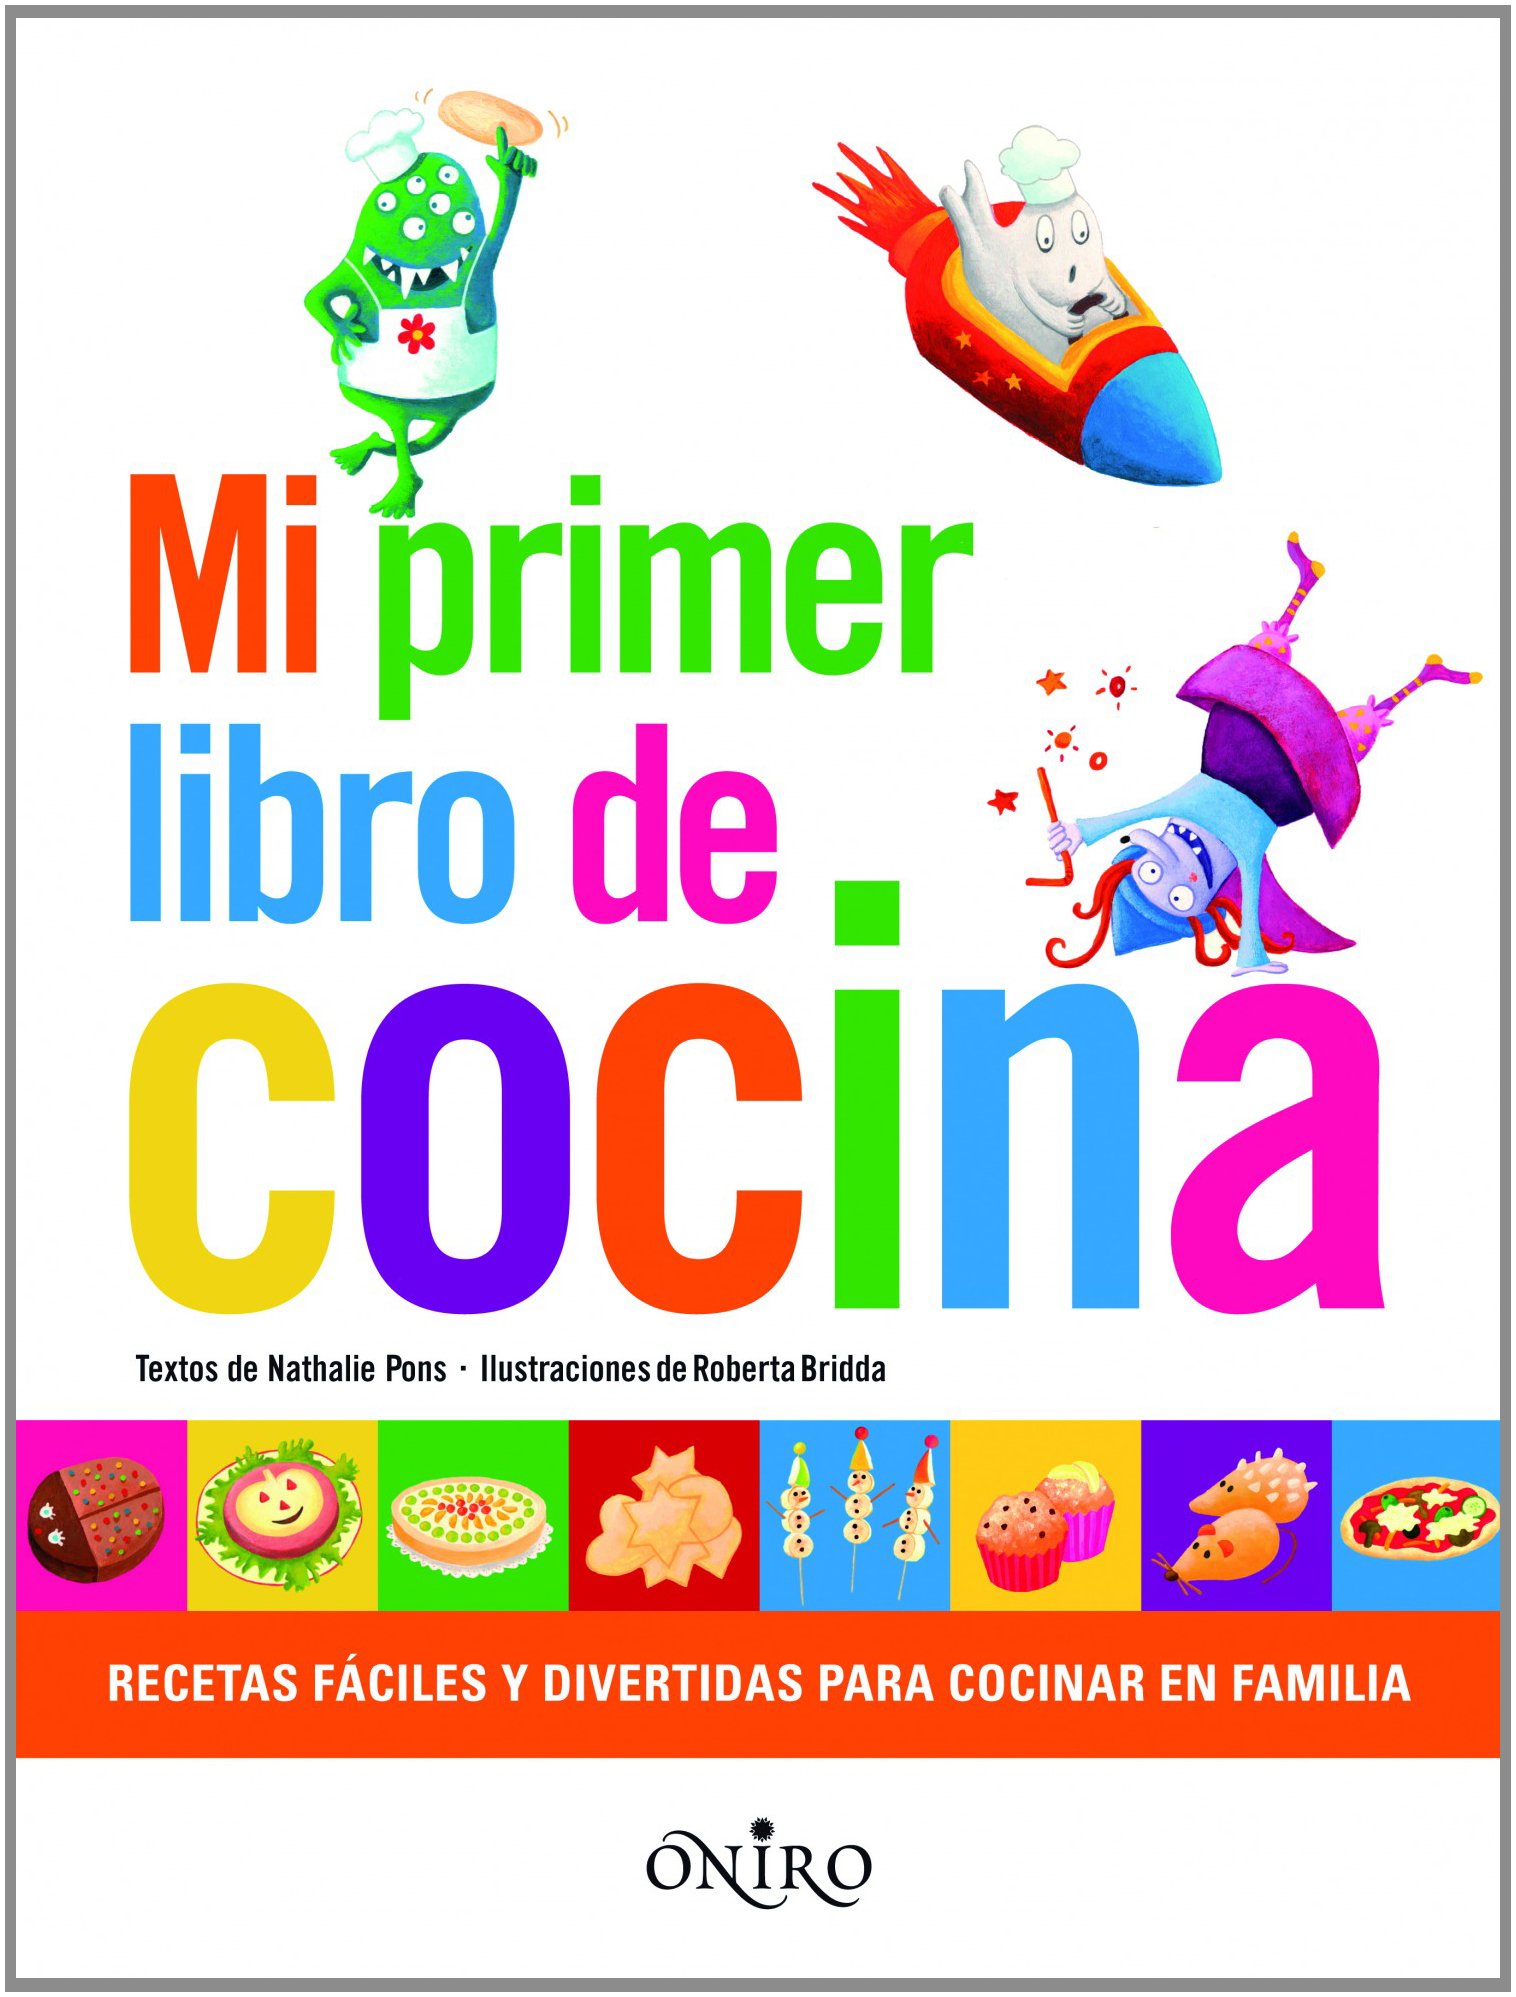 Mi primer
libro de
cocina
Textos de Nathalie Pons · Ilustraciones de Roberta Bridda
RECETAS FÁCILES Y DIVERTIDAS PARA COCINAR EN FAMILIA
ONIRO